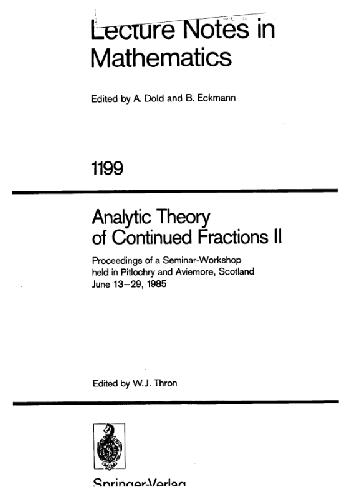 Lecture Notes in
Mathematics
Edited by A. Dold and B. Eckmann
1199
Analytic Theory
of Continued Fractions II
Proceedings of a Seminar-Workshop
held in Pitlochry and Aviemore, Scotland
June 13–29, 1985
Edited by W. J. Thron
Springer-Verlag